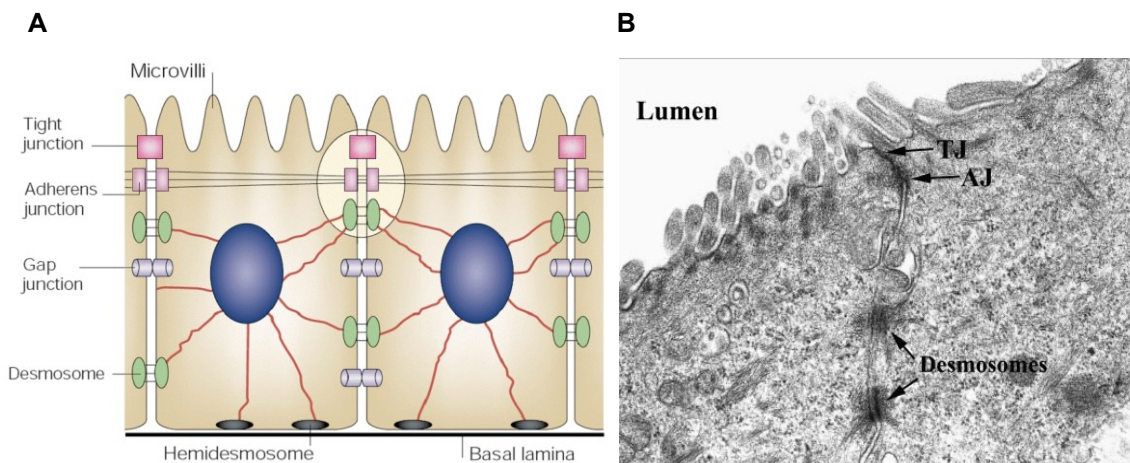 A
Microvilli
Tight
junction
Adherens
junction
Gap
junction
Desmosome
Hemidesmosome
Basal lamina
B
Lumen
TJ
AJ
Desmosomes